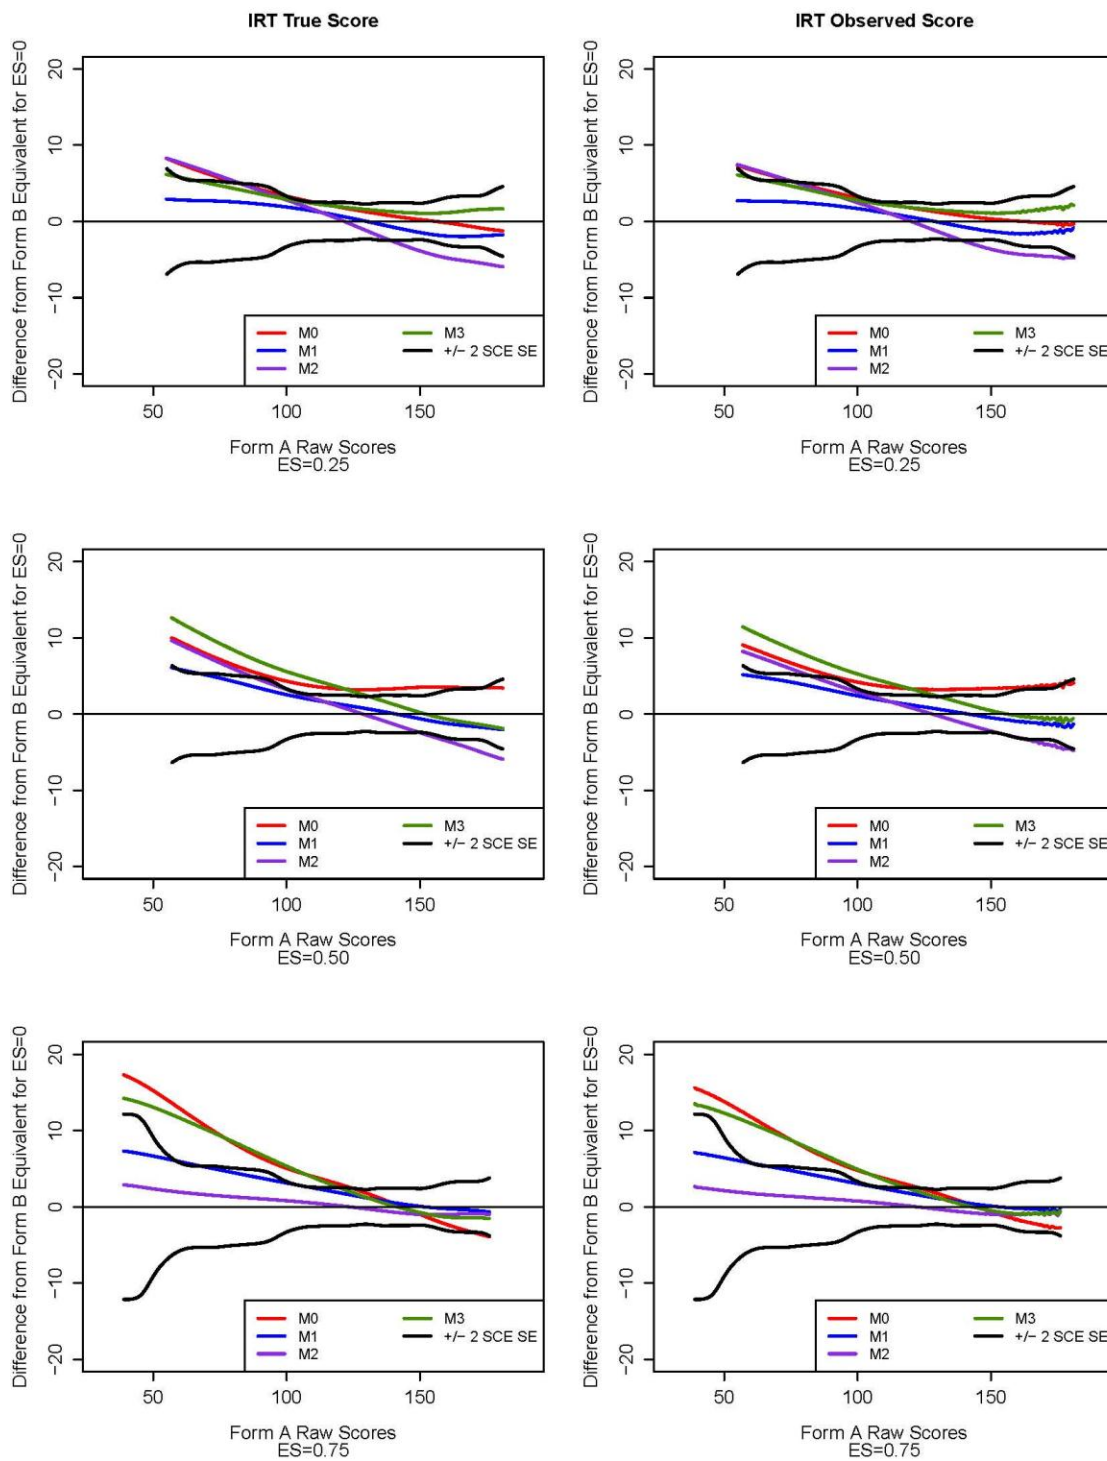 IRT True Score
IRT Observed Score
Difference from Form B Equivalent for ES=0
20
10
0
−10
−20
M0
M1
M2
M3
+/− 2 SCE SE
50
100
150
Form A Raw Scores
ES=0.25
Difference from Form B Equivalent for ES=0
20
10
0
−10
−20
M0
M1
M2
M3
+/− 2 SCE SE
50
100
150
Form A Raw Scores
ES=0.25
Difference from Form B Equivalent for ES=0
20
10
0
−10
−20
M0
M1
M2
M3
+/− 2 SCE SE
50
100
150
Form A Raw Scores
ES=0.50
Difference from Form B Equivalent for ES=0
20
10
0
−10
−20
M0
M1
M2
M3
+/− 2 SCE SE
50
100
150
Form A Raw Scores
ES=0.50
Difference from Form B Equivalent for ES=0
20
10
0
−10
−20
M0
M1
M2
M3
+/− 2 SCE SE
50
100
150
Form A Raw Scores
ES=0.75
Difference from Form B Equivalent for ES=0
20
10
0
−10
−20
M0
M1
M2
M3
+/− 2 SCE SE
50
100
150
Form A Raw Scores
ES=0.75